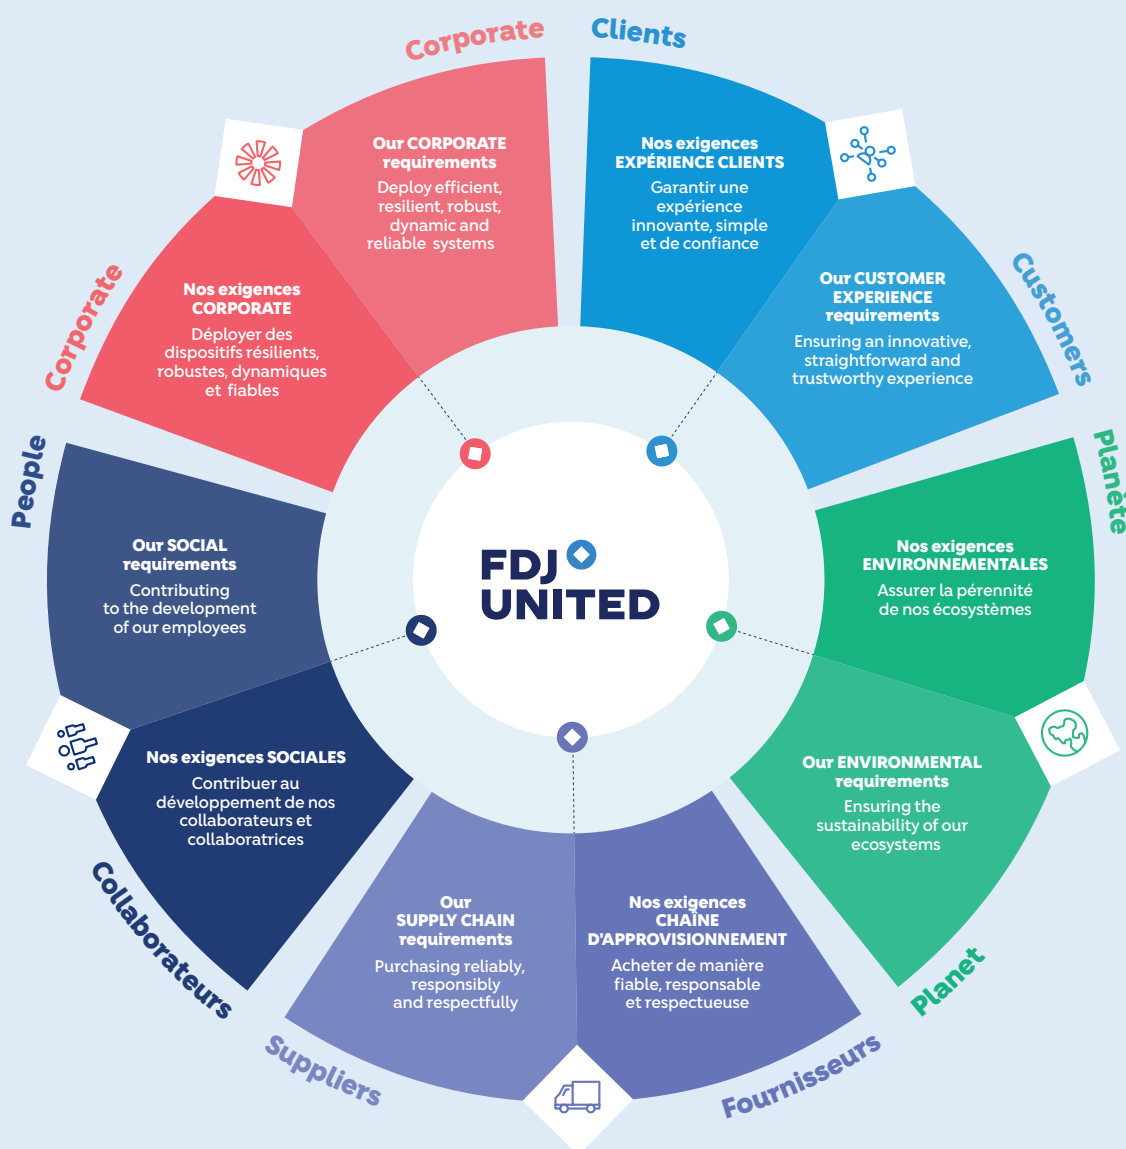 Corporate
Our CORPORATE
requirements
Deploy efficient,
resilient, robust,
dynamic and
reliable systems
Clients
Nos exigences
EXPÉRIENCE CLIENTS
Garantir une
expérience
innovante, simple
et de confiance
Customers
Our CUSTOMER
EXPERIENCE
requirements
Ensuring an innovative,
straightforward and
trustworthy experience
Planète
Nos exigences
ENVIRONNEMENTALES
Assurer la pérennité
de nos écosystèmes
Planet
Our ENVIRONMENTAL
requirements
Ensuring the
sustainability of our
ecosystems
Fournisseurs
Nos exigences
CHAÎNE
D'APPROVISIONNEMENT
Acheter de manière
fiable, responsable
et respectueuse
Suppliers
Our
SUPPLY CHAIN
requirements
Purchasing reliably,
responsibly
and respectfully
Collaborateurs
Nos exigences SOCIALES
Contribuer au
développement de nos
collaborateurs et
collaboratrices
People
Our SOCIAL
requirements
Contributing
to the development
of our employees
Corporate
Nos exigences
CORPORATE
Déployer des
dispositifs résilients,
robustes, dynamiques
et fiables
FDJ
UNITED